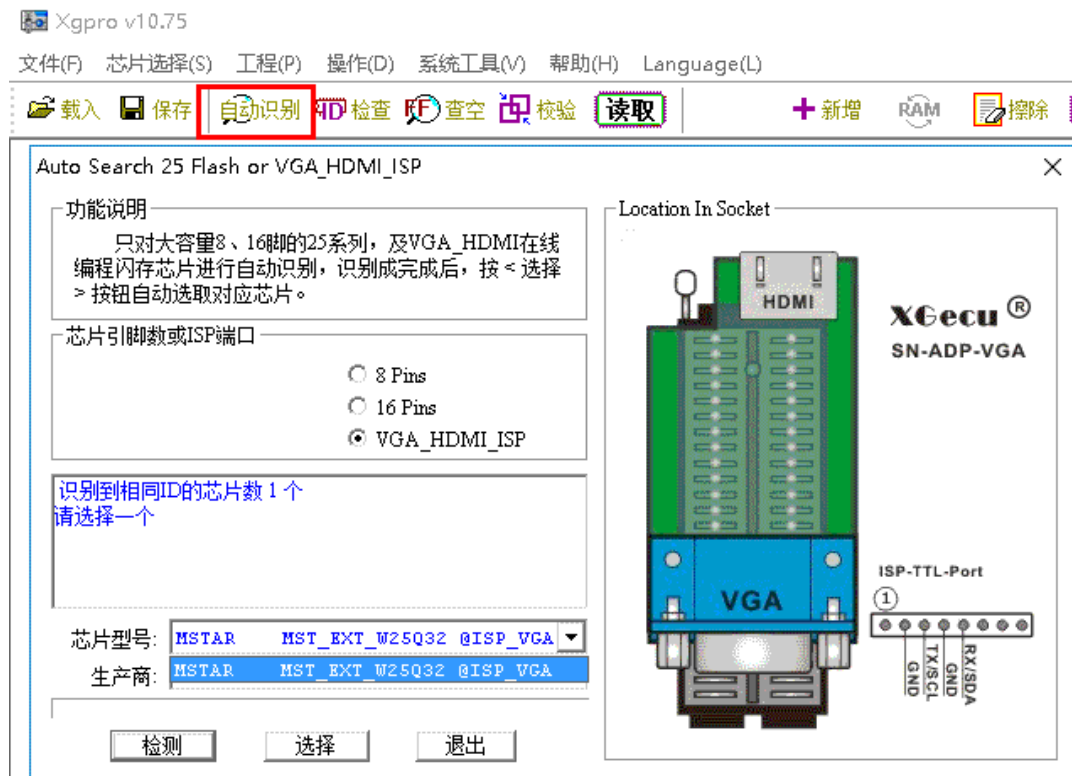 Xgpro v10.75
文件(F) 芯片选择(S) 工程(P) 操作(D) 系统工具(V) 帮助(H) Language(L)
载入 保存 自动识别 ID 检查 FF 查空 校验 读取 新增 RAM 擦除
Auto Search 25 Flash or VGA_HDMI_ISP
功能说明
只对大容量8、16脚的25系列，及VGA_HDMI在线
编程闪存芯片进行自动识别，识别成完成后，按＜选择
＞按钮自动选取对应芯片。
芯片引脚数或ISP端口
8 Pins
16 Pins
VGA_HDMI_ISP
识别到相同ID的芯片数 1 个
请选择一个
芯片型号: MSTAR MST_EXT_W25Q32 @ISP_VGA
生产商: MSTAR MST_EXT_W25Q32 @ISP_VGA
检测 选择 退出
Location In Socket
HDMI
XGecu ®
SN-ADP-VGA
VGA
ISP-TTL-Port
1
GND
TX/SCL
GND
RX/SDA